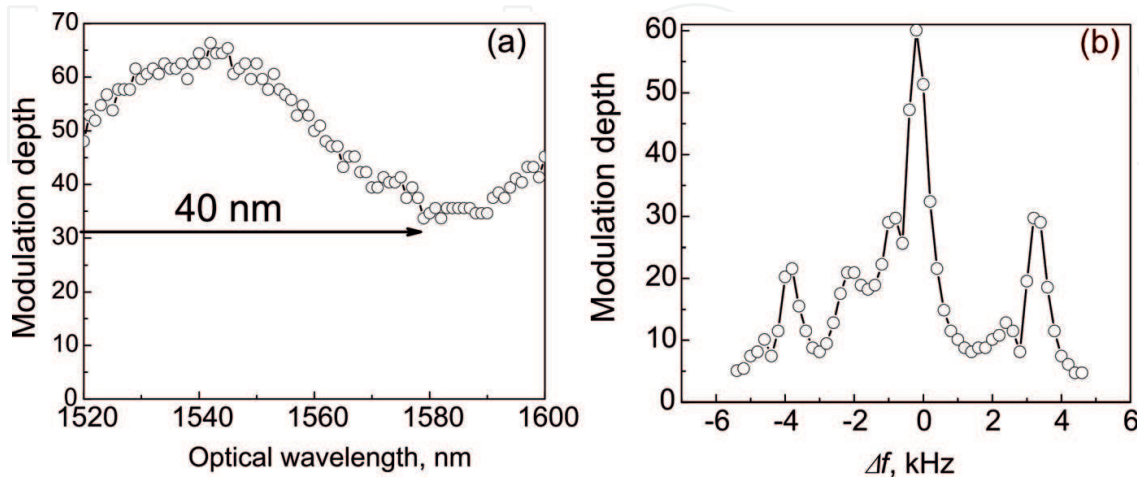 (a)
Modulation depth
70
60
50
40
30
20
10
0
40 nm
1520 1540 1560 1580 1600
Optical wavelength, nm
(b)
Modulation depth
60
50
40
30
20
10
0
-6 -4 -2 0 2 4 6
Δf, kHz